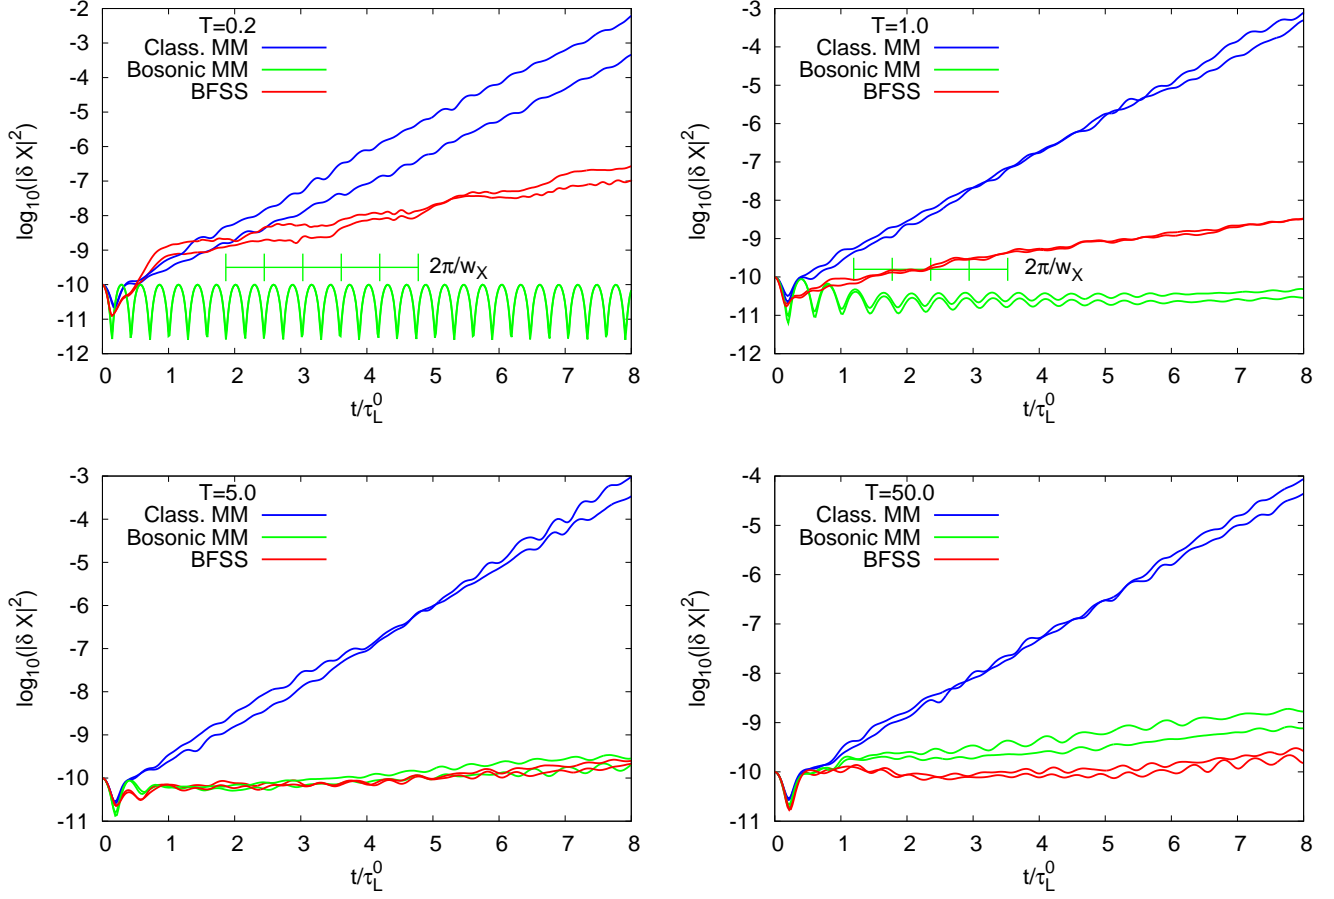 T=0.2
Class. MM
Bosonic MM
BFSS
2π/w_X
log₁₀(|δ X|²)
-2
-3
-4
-5
-6
-7
-8
-9
-10
-11
-12
0 1 2 3 4 5 6 7 8
t/τ_L^0
T=1.0
Class. MM
Bosonic MM
BFSS
2π/w_X
log₁₀(|δ X|²)
-3
-4
-5
-6
-7
-8
-9
-10
-11
-12
0 1 2 3 4 5 6 7 8
t/τ_L^0
T=5.0
Class. MM
Bosonic MM
BFSS
log₁₀(|δ X|²)
-3
-4
-5
-6
-7
-8
-9
-10
-11
0 1 2 3 4 5 6 7 8
t/τ_L^0
T=50.0
Class. MM
Bosonic MM
BFSS
log₁₀(|δ X|²)
-4
-5
-6
-7
-8
-9
-10
-11
0 1 2 3 4 5 6 7 8
t/τ_L^0